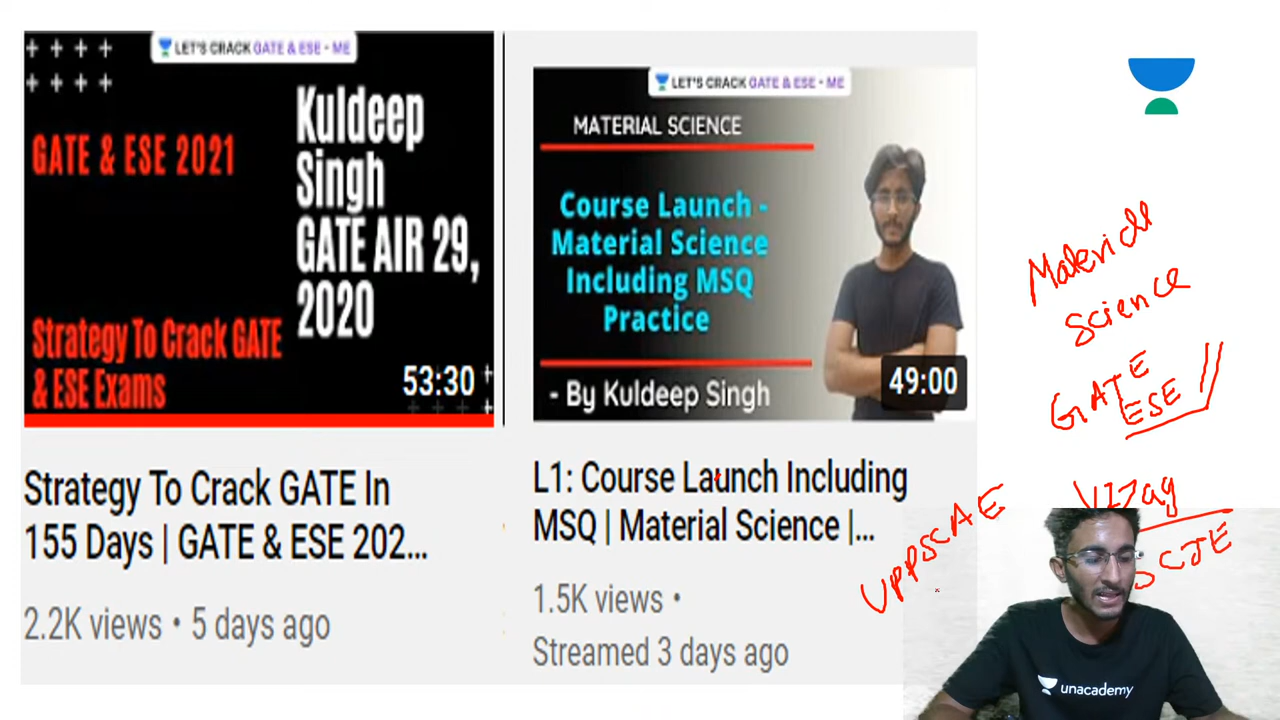 LET'S CRACK GATE & ESE - ME
GATE & ESE 2021
Kuldeep
Singh
GATE AIR 29,
2020
Strategy To Crack GATE
& ESE Exams
53:30
Strategy To Crack GATE In
155 Days | GATE & ESE 202...
2.2K views • 5 days ago
LET'S CRACK GATE & ESE - ME
MATERIAL SCIENCE
Course Launch -
Material Science
Including MSQ
Practice
- By Kuldeep Singh
49:00
L1: Course Launch Including
MSQ | Material Science |...
1.5K views •
Streamed 3 days ago
Material
Science
GATE
ESE
Vizag
SCJE
UPPSCAE
unacademy